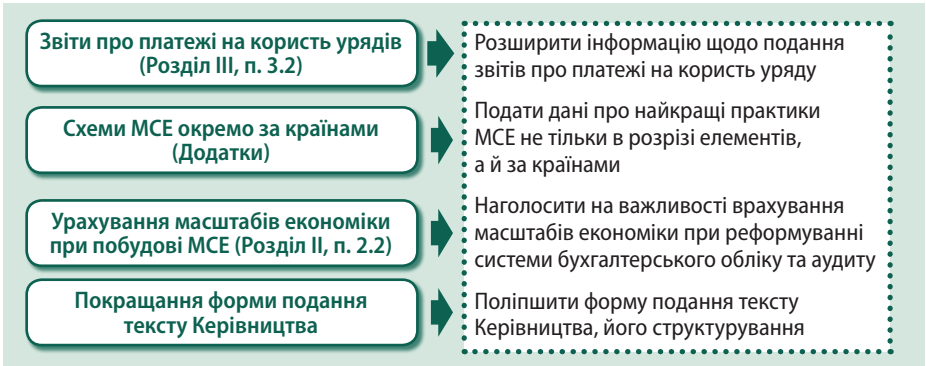 Звіти про платежі на користь урядів
(Розділ III, п. 3.2)
Розширити інформацію щодо подання
звітів про платежі на користь уряду
Схеми МСЕ окремо за країнами
(Додатки)
Подати дані про найкращі практики
МСЕ не тільки в розрізі елементів,
а й за країнами
Урахування масштабів економіки
при побудові МСЕ (Розділ II, п. 2.2)
Наголосити на важливості врахування
масштабів економіки при реформуванні
системи бухгалтерського обліку та аудиту
Покращання форми подання
тексту Керівництва
Поліпшити форму подання тексту
Керівництва, його структурування